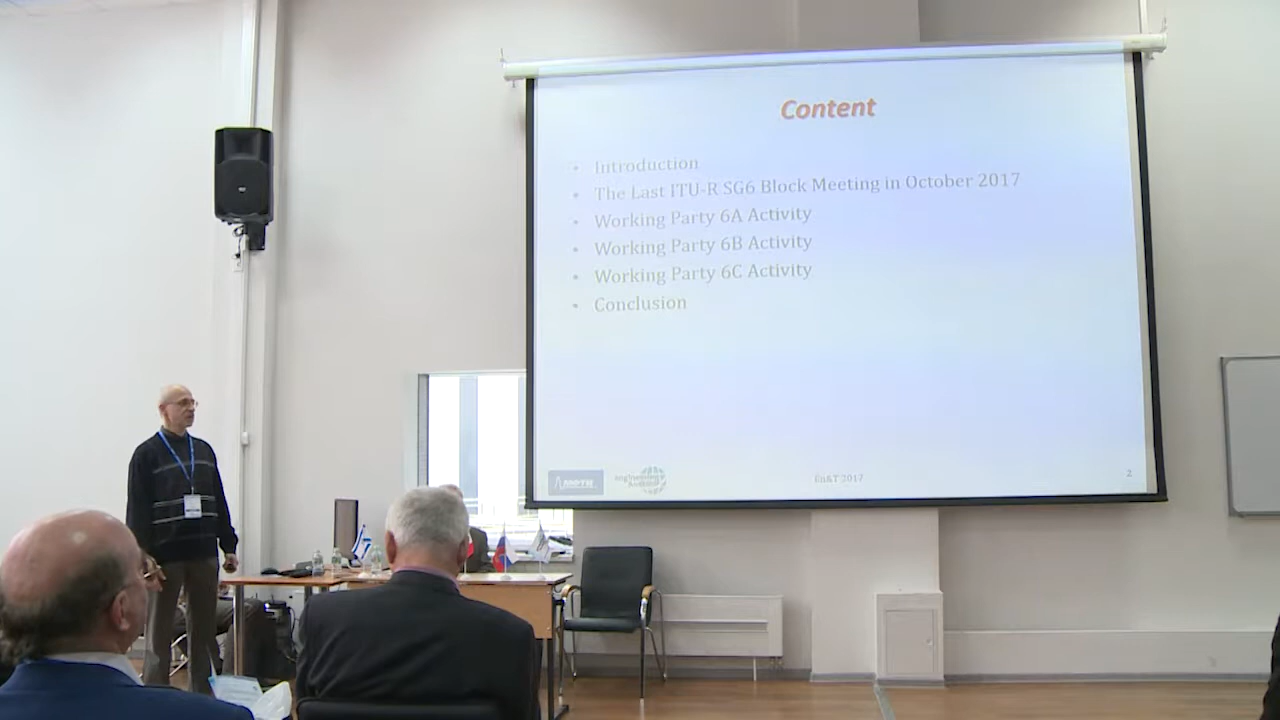 Content
• Introduction
• The Last ITU-R SG6 Block Meeting in October 2017
• Working Party 6A Activity
• Working Party 6B Activity
• Working Party 6C Activity
• Conclusion
En&T 2017
2